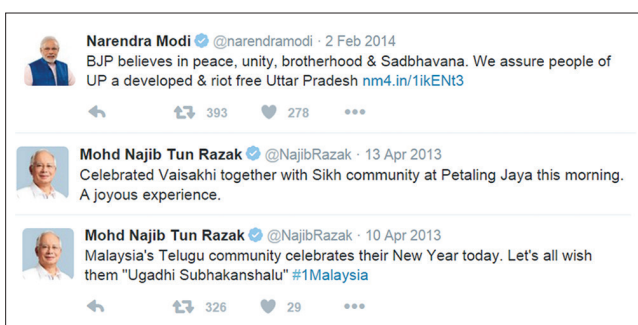 Narendra Modi @narendramodi · 2 Feb 2014
BJP believes in peace, unity, brotherhood & Sadbhavana. We assure people of
UP a developed & riot free Uttar Pradesh nm4.in/1ikENt3
393 278
Mohd Najib Tun Razak @NajibRazak · 13 Apr 2013
Celebrated Vaisakhi together with Sikh community at Petaling Jaya this morning.
A joyous experience.
Mohd Najib Tun Razak @NajibRazak · 10 Apr 2013
Malaysia's Telugu community celebrates their New Year today. Let's all wish
them "Ugadhi Subhakanshalu" #1Malaysia
326 29